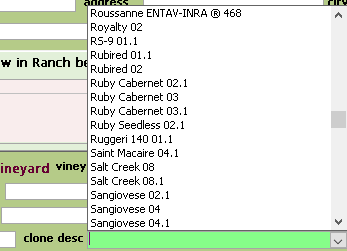 address
city
Roussanne ENTAV-INRA ® 468
Royalty 02
RS-9 01.1
Rubired 01.1
Rubired 02
Ruby Cabernet 02.1
Ruby Cabernet 03
Ruby Cabernet 03.1
Ruby Seedless 02.1
Ruggeri 140 01.1
Saint Macaire 04.1
Salt Creek 08
Salt Creek 08.1
Sangiovese 02.1
Sangiovese 04
Sangiovese 04.1
w in Ranch be
ineyard viney
clone desc